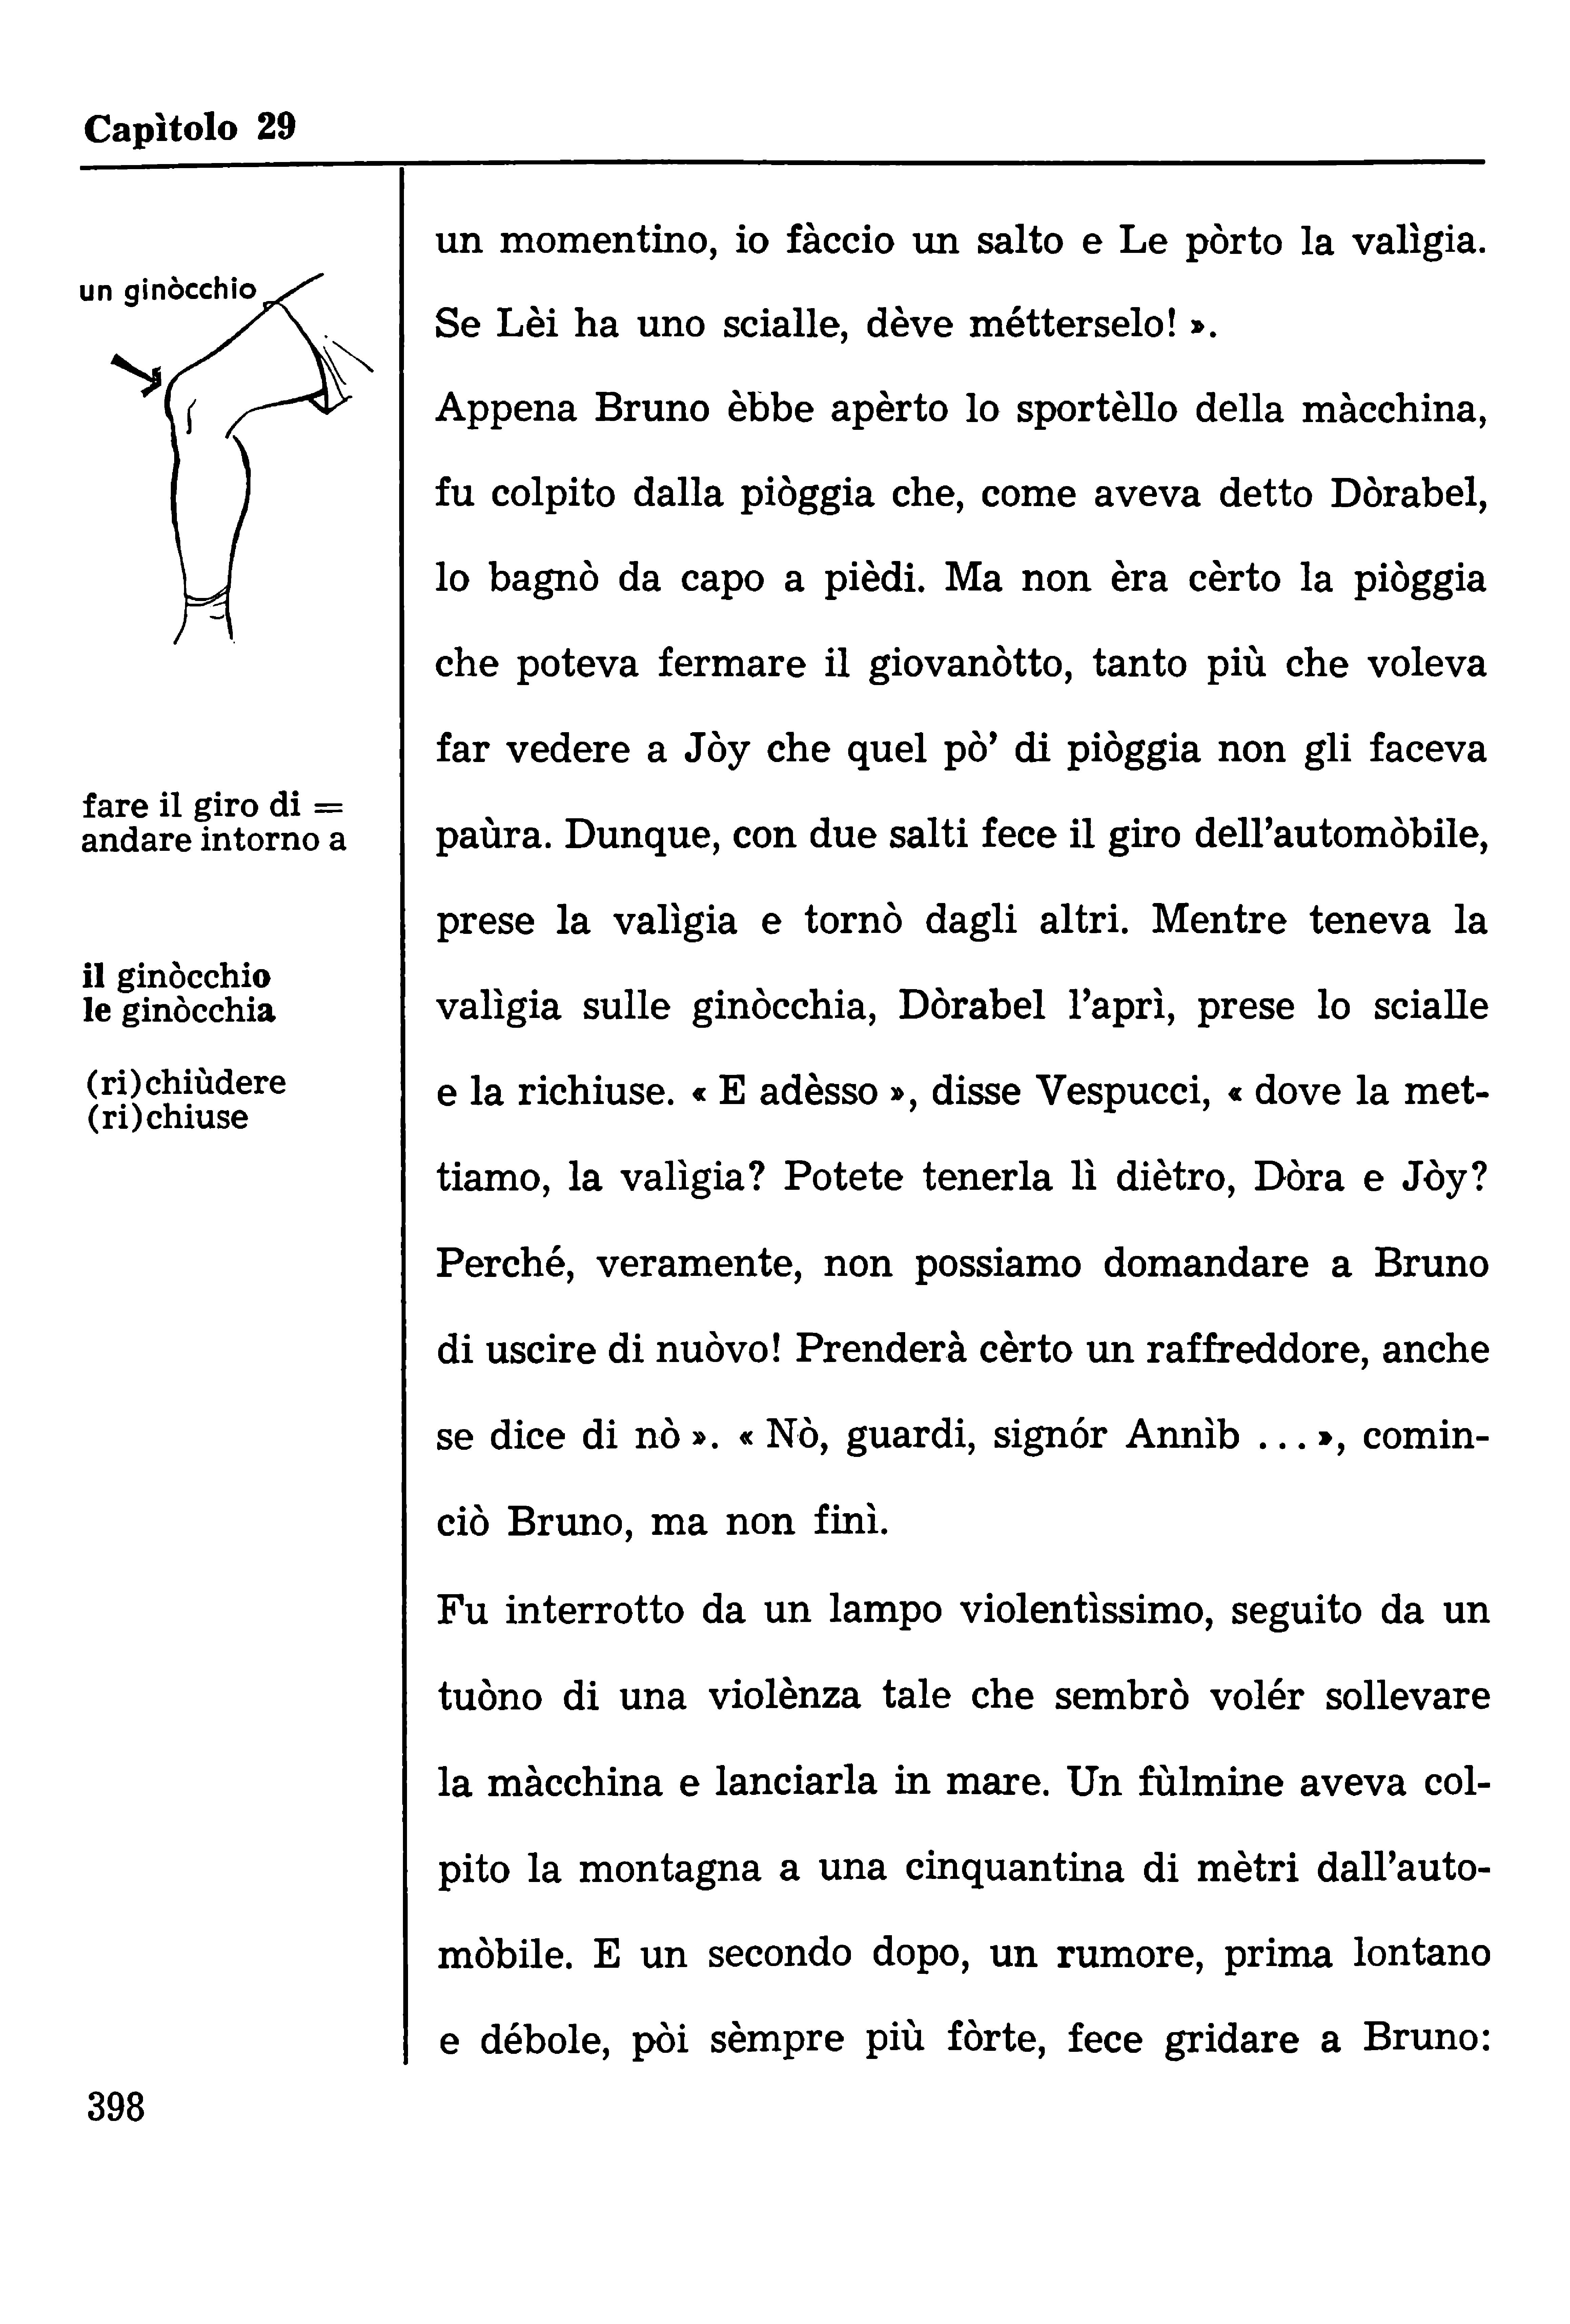 Capìtolo 29
un ginòcchio
fare il giro di =
andare intorno a
il ginòcchio
le ginòcchia
(ri)chiùdere
(ri)chiuse
un momentino, io fàccio un salto e Le pòrto la valìgia.
Se Lèi ha uno scialle, dève métterselo! ».
Appena Bruno èbbe apèrto lo sportèllo della màcchina,
fu colpito dalla piòggia che, come aveva detto Dòrabel,
lo bagnò da capo a pièdi. Ma non èra cèrto la piòggia
che poteva fermare il giovanòtto, tanto più che voleva
far vedere a Jòy che quel pò’ di piòggia non gli faceva
paùra. Dunque, con due salti fece il giro dell’automòbile,
prese la valìgia e tornò dagli altri. Mentre teneva la
valìgia sulle ginòcchia, Dòrabel l’aprì, prese lo scialle
e la richiuse. « E adèsso », disse Vespucci, « dove la met-
tiamo, la valìgia? Potete tenerla lì diètro, Dòra e Jòy?
Perché, veramente, non possiamo domandare a Bruno
di uscire di nuòvo! Prenderà cèrto un raffreddore, anche
se dice di nò ». « Nò, guardi, signór Annìb ... », comin-
ciò Bruno, ma non finì.
Fu interrotto da un lampo violentìssimo, seguito da un
tuòno di una violènza tale che sembrò volér sollevare
la màcchina e lanciarla in mare. Un fùlmine aveva col-
pito la montagna a una cinquantina di mètri dall’auto-
mòbile. E un secondo dopo, un rumore, prima lontano
e débole, pòi sèmpre più fòrte, fece gridare a Bruno:
398